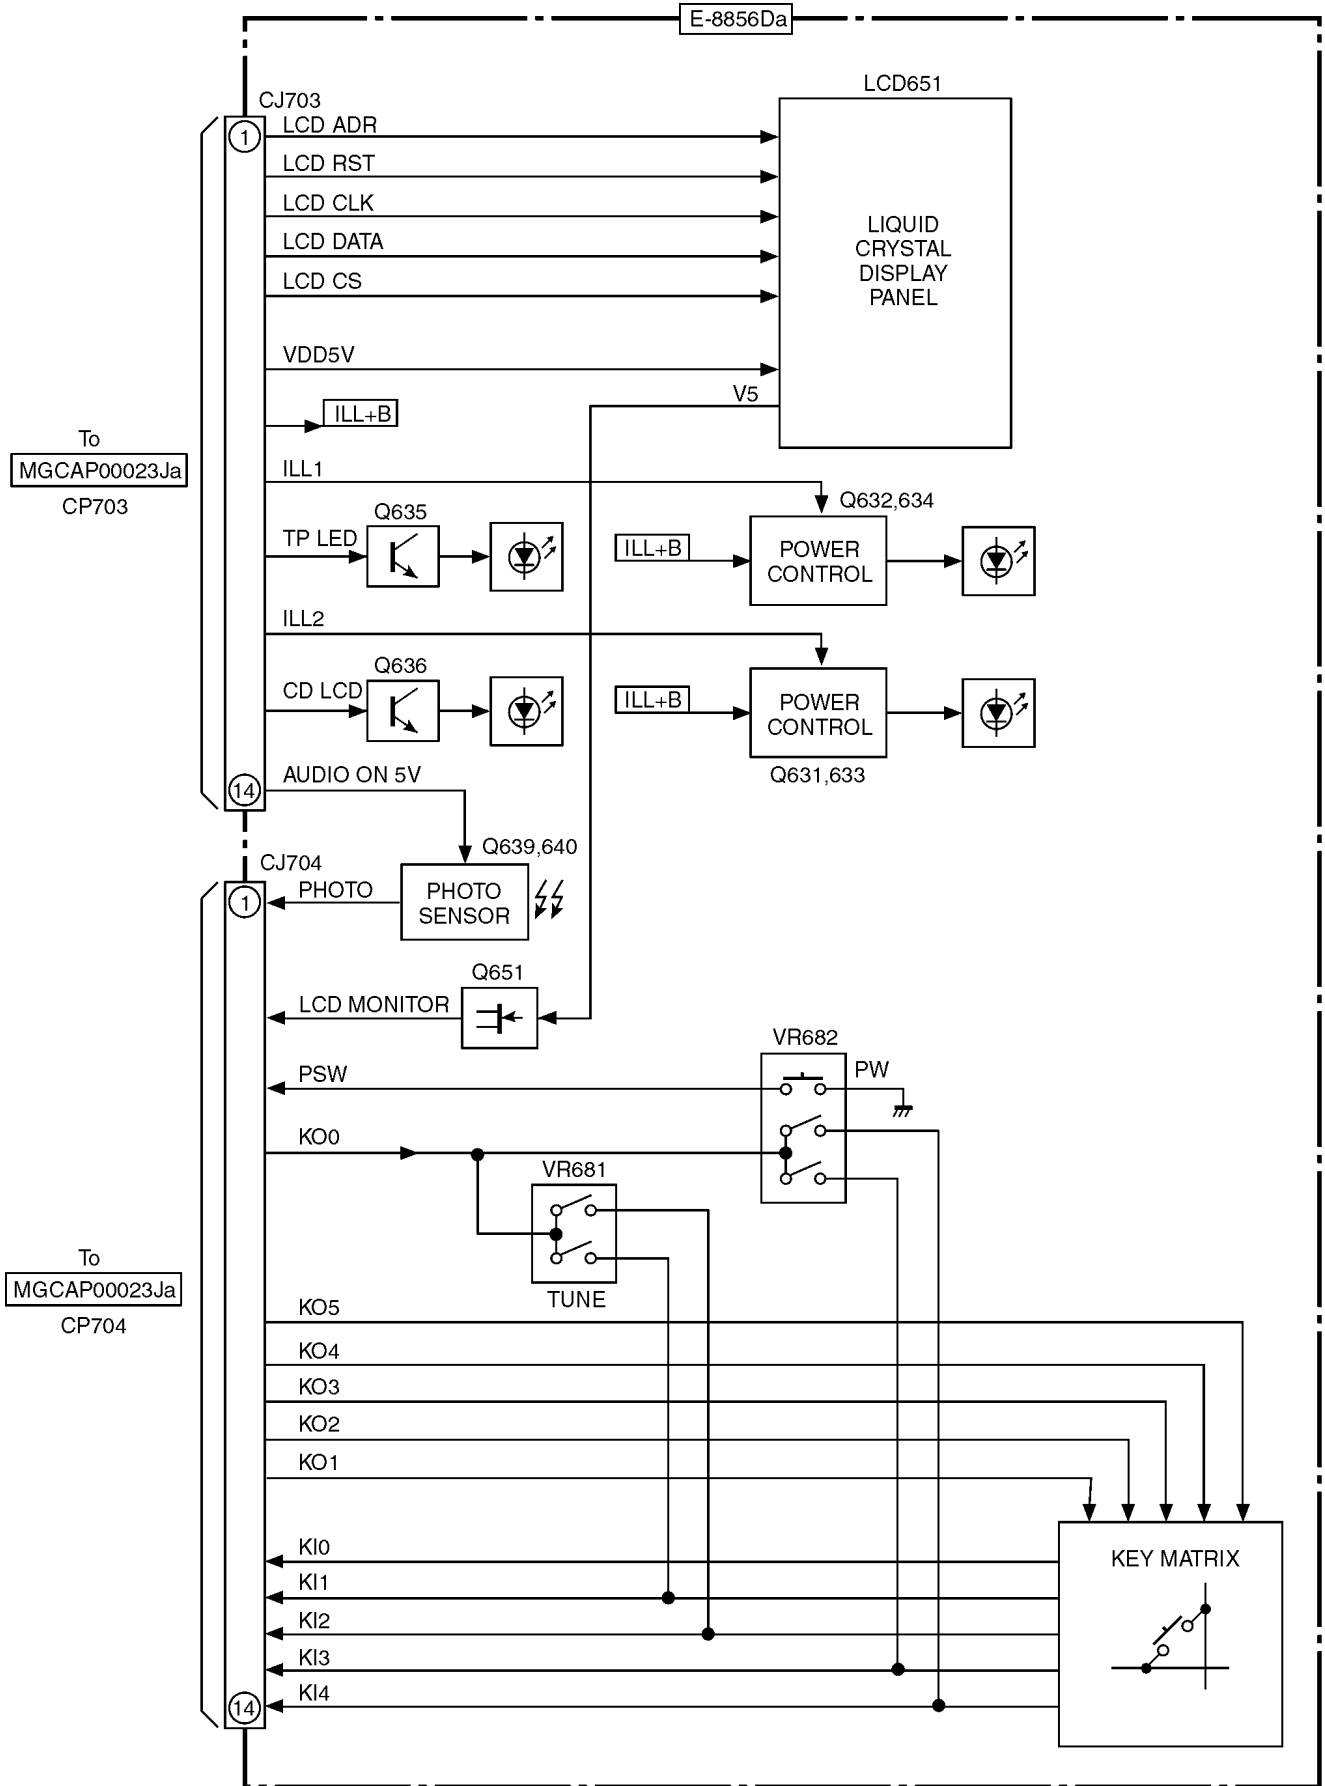 E-8856Da
LCD651
CJ703
1
LCD ADR
LCD RST
LCD CLK
LCD DATA
LCD CS
LIQUID
CRYSTAL
DISPLAY
PANEL
VDD5V
V5
ILL+B
To
MGCAP00023Ja
CP703
ILL1
Q632,634
Q635
TP LED
ILL+B
POWER
CONTROL
ILL2
Q636
CD LCD
ILL+B
POWER
CONTROL
Q631,633
14
AUDIO ON 5V
Q639,640
CJ704
1
PHOTO
PHOTO
SENSOR
Q651
LCD MONITOR
VR682
PSW
PW
KO0
VR681
TUNE
To
MGCAP00023Ja
CP704
KO5
KO4
KO3
KO2
KO1
KI0
KEY MATRIX
KI1
KI2
KI3
KI4
14